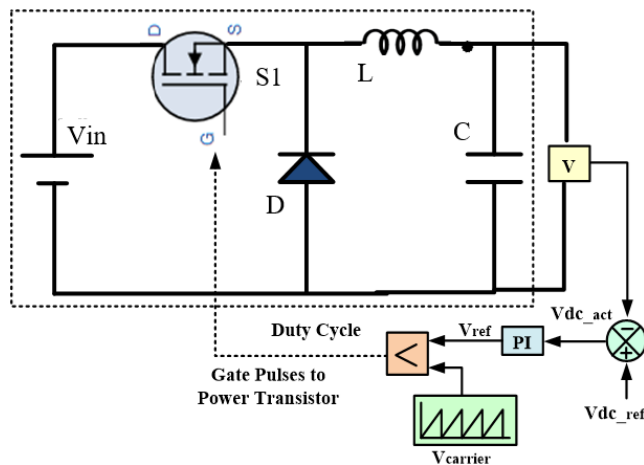 D
S
S1
L
Vin
G
C
V
D
Duty Cycle
Vdc_act
Vref
PI
<
−
+
Gate Pulses to
Power Transistor
Vdc_ref
Vcarrier